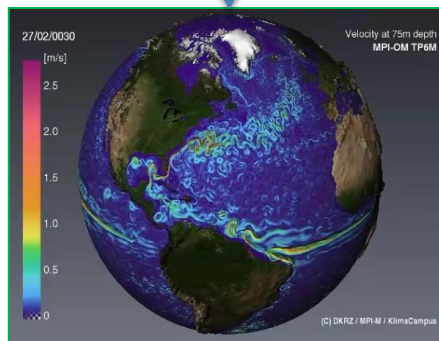 27/02/0030
Velocity at 75m depth
MPI-OM TP6M
[m/s]
2.5
2.0
1.5
1.0
0.5
0
(C) DKRZ / MPI-M / KlimaCampus